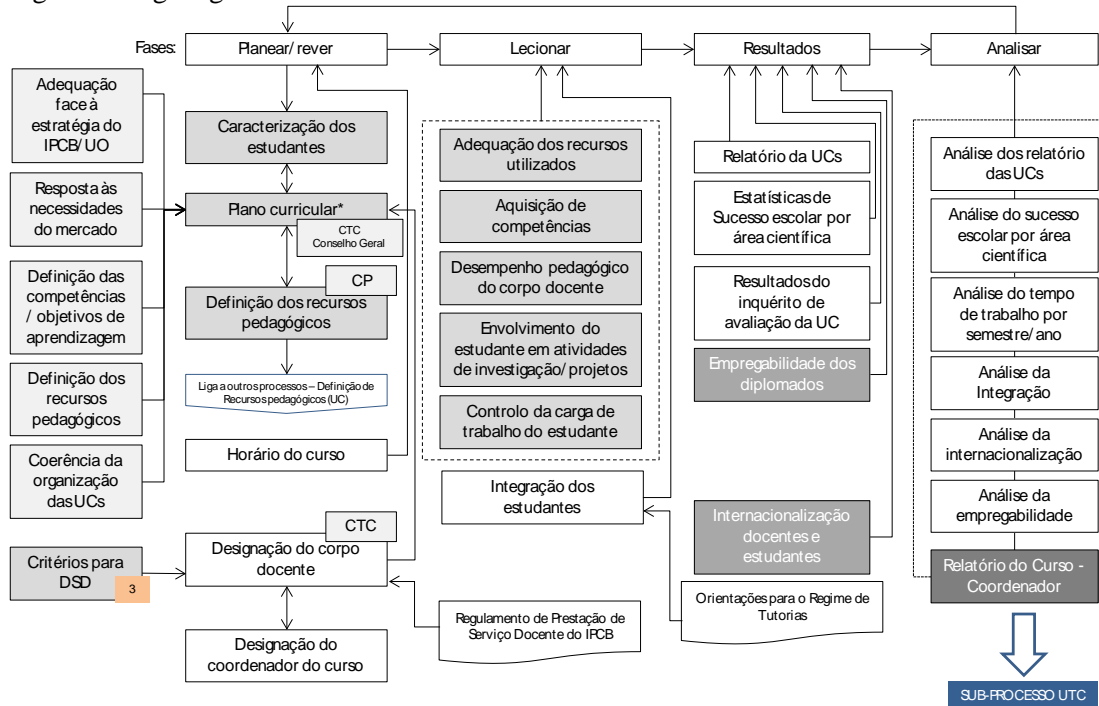 Fases:
Planear/ rever
Lecionar
Resultados
Analisar
Adequação
face à
estratégia do
IPCB/ UO
Resposta às
necessidades
do mercado
Definição das
competências
/ objetivos de
aprendizagem
Definição dos
recursos
pedagógicos
Coerência da
organização
das UCs
Critérios para
DSD
3
Caracterização dos
estudantes
Plano curricular*
CTC
Conselho Geral
CP
Definição dos recursos
pedagógicos
Liga a outros processos – Definição de
Recursos pedagógicos (UC)
Horário do curso
CTC
Designação do corpo
docente
Designação do
coordenador do curso
Adequação dos recursos
utilizados
Aquisição de
competências
Desempenho pedagógico
do corpo docente
Envolvimento do
estudante em atividades
de investigação/ projetos
Controlo da carga de
trabalho do estudante
Integração dos
estudantes
Regulamento de Prestação de
Serviço Docente do IPCB
Relatório da UCs
Estatísticas de
Sucesso escolar por
área científica
Resultados do
inquérito de
avaliação da UC
Empregabilidade dos
diplomados
Internacionalização
docentes e
estudantes
Orientações para o Regime de
Tutorias
Análise dos relatório
das UCs
Análise do sucesso
escolar por área
científica
Análise do tempo
de trabalho por
semestre/ ano
Análise da
Integração
Análise da
internacionalização
Análise da
empregabilidade
Relatório do Curso -
Coordenador
SUB-PROCESSO UTC